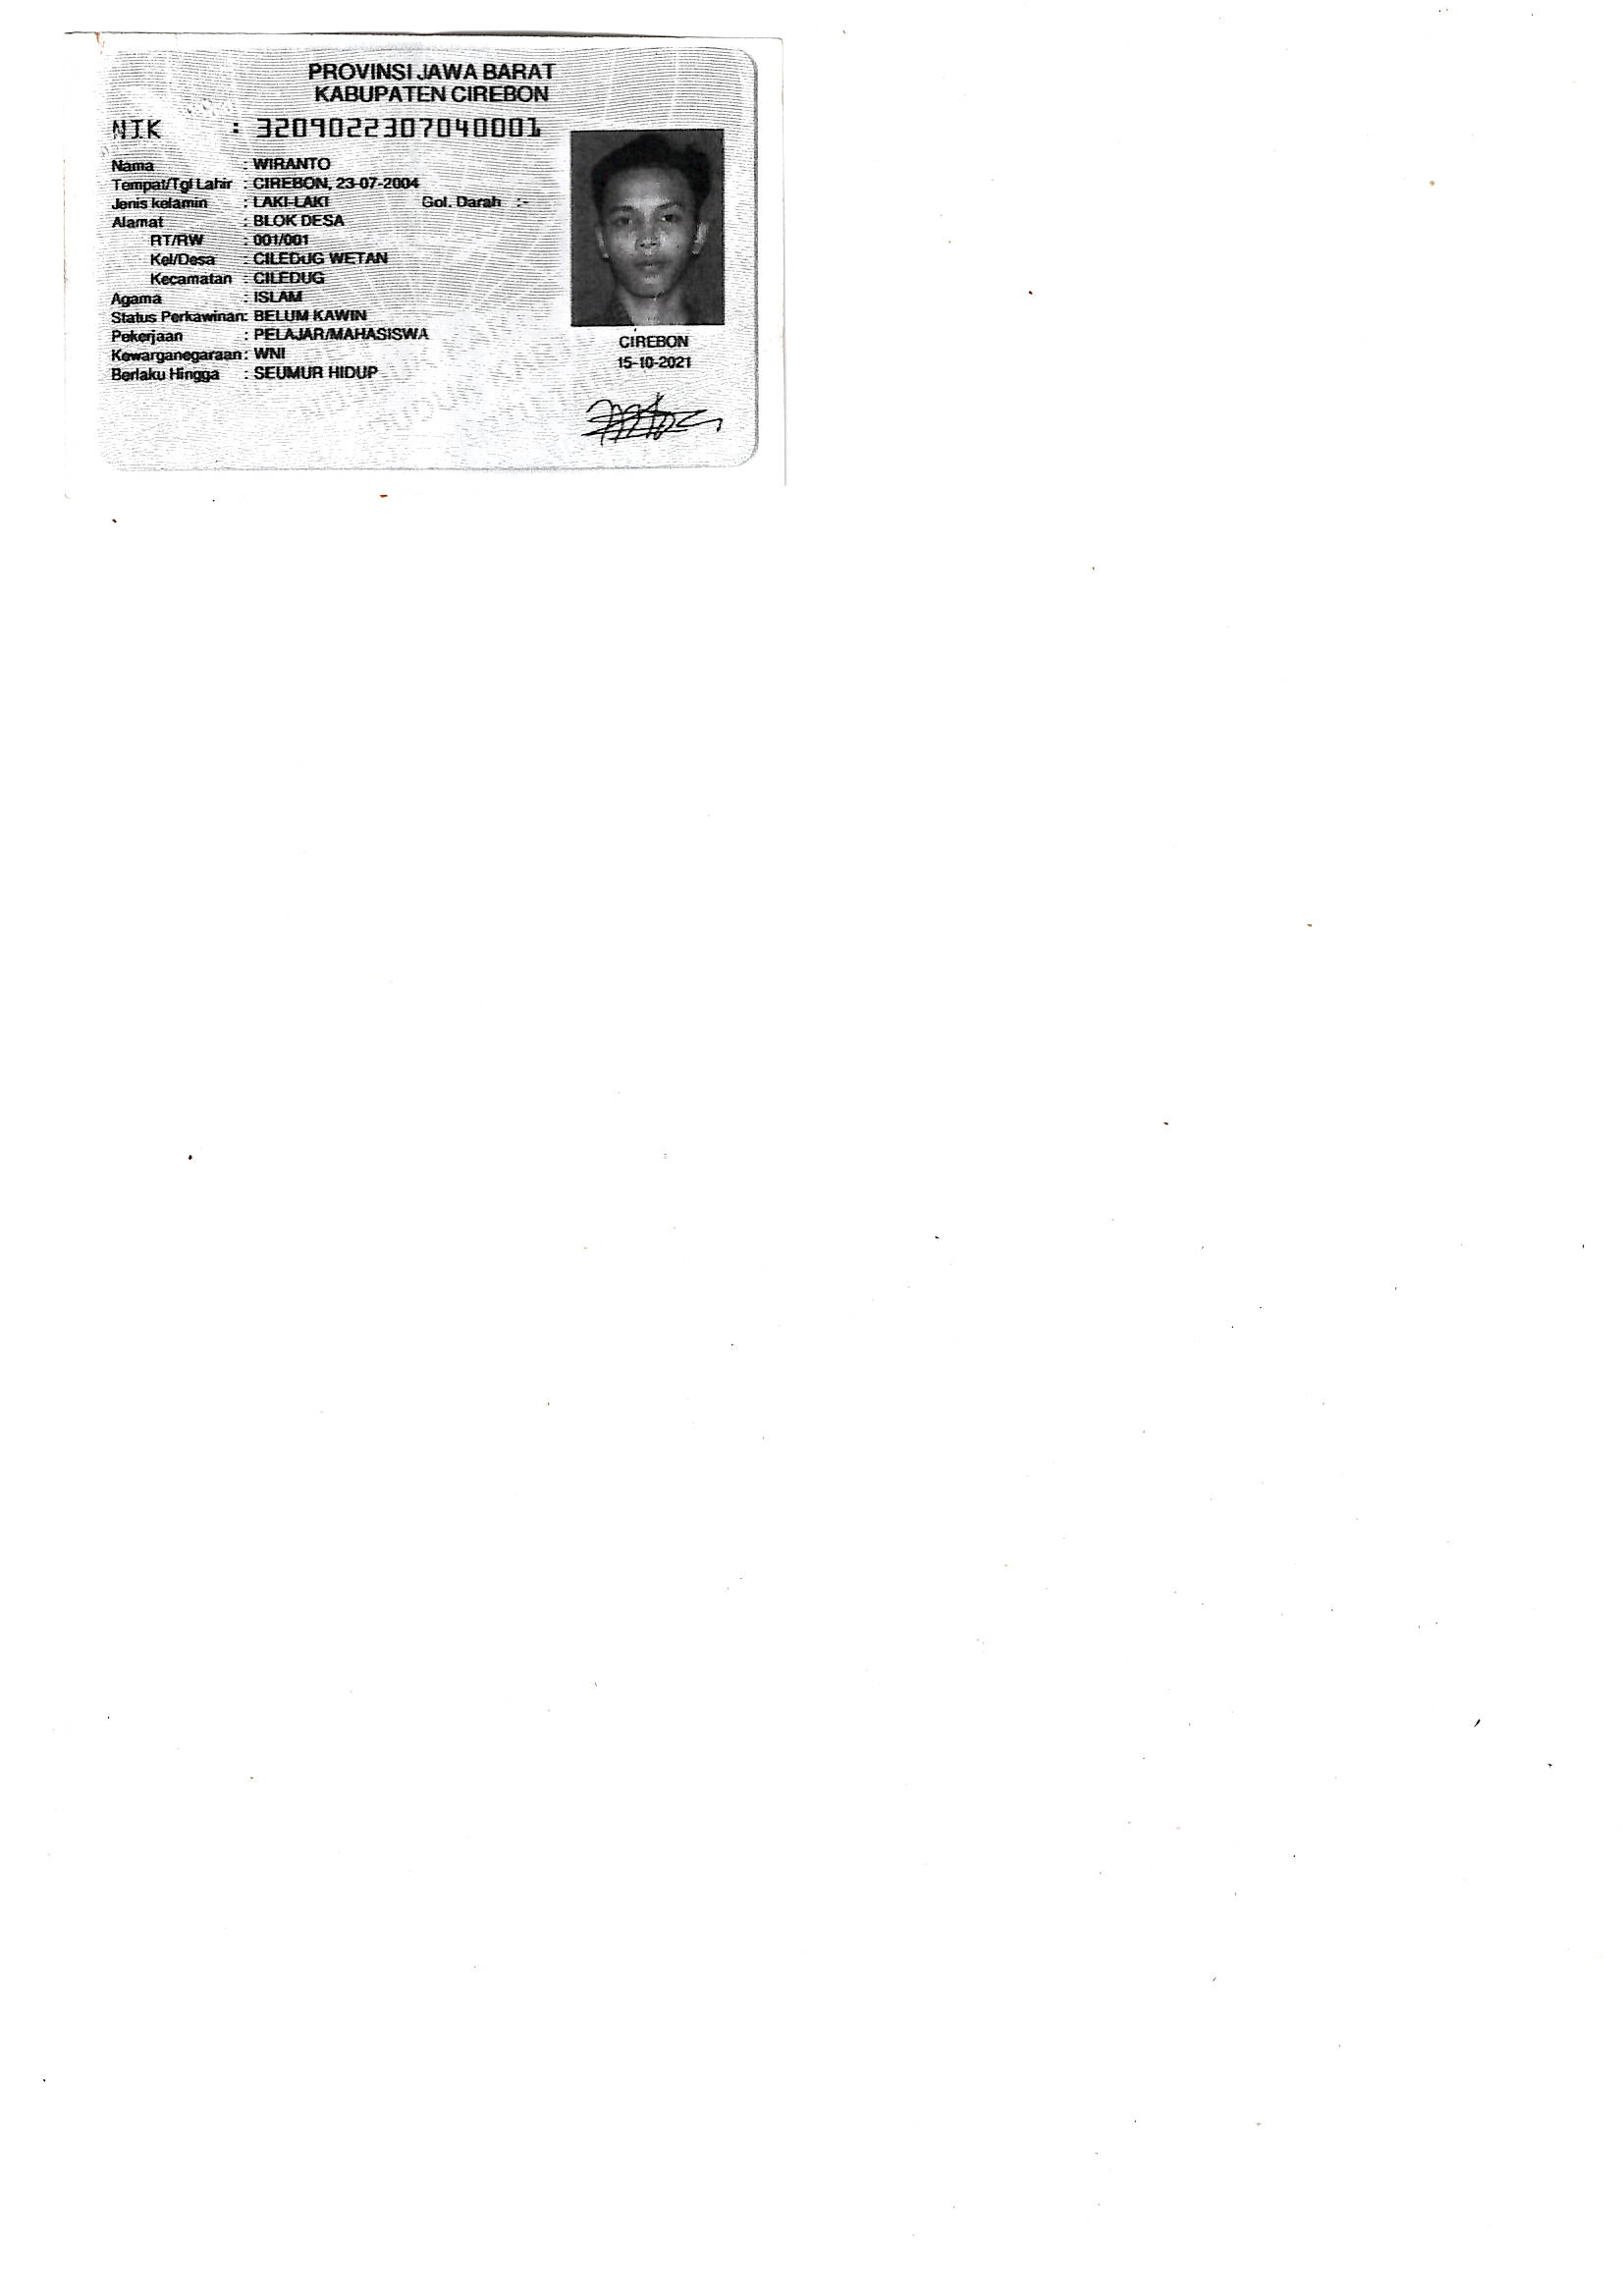 PROVINSI JAWA BARAT
KABUPATEN CIREBON
NIK : 3209022307040001
Nama : WIRANTO
Tempat/Tgl Lahir : CIREBON, 23-07-2004
Jenis kelamin : LAKI-LAKI Gol. Darah :-
Alamat : BLOK DESA
RT/RW : 001/001
Kel/Desa : CILEDUG WETAN
Kecamatan : CILEDUG
Agama : ISLAM
Status Perkawinan: BELUM KAWIN
Pekerjaan : PELAJAR/MAHASISWA
Kewarganegaraan: WNI
Berlaku Hingga : SEUMUR HIDUP
CIREBON
15-10-2021